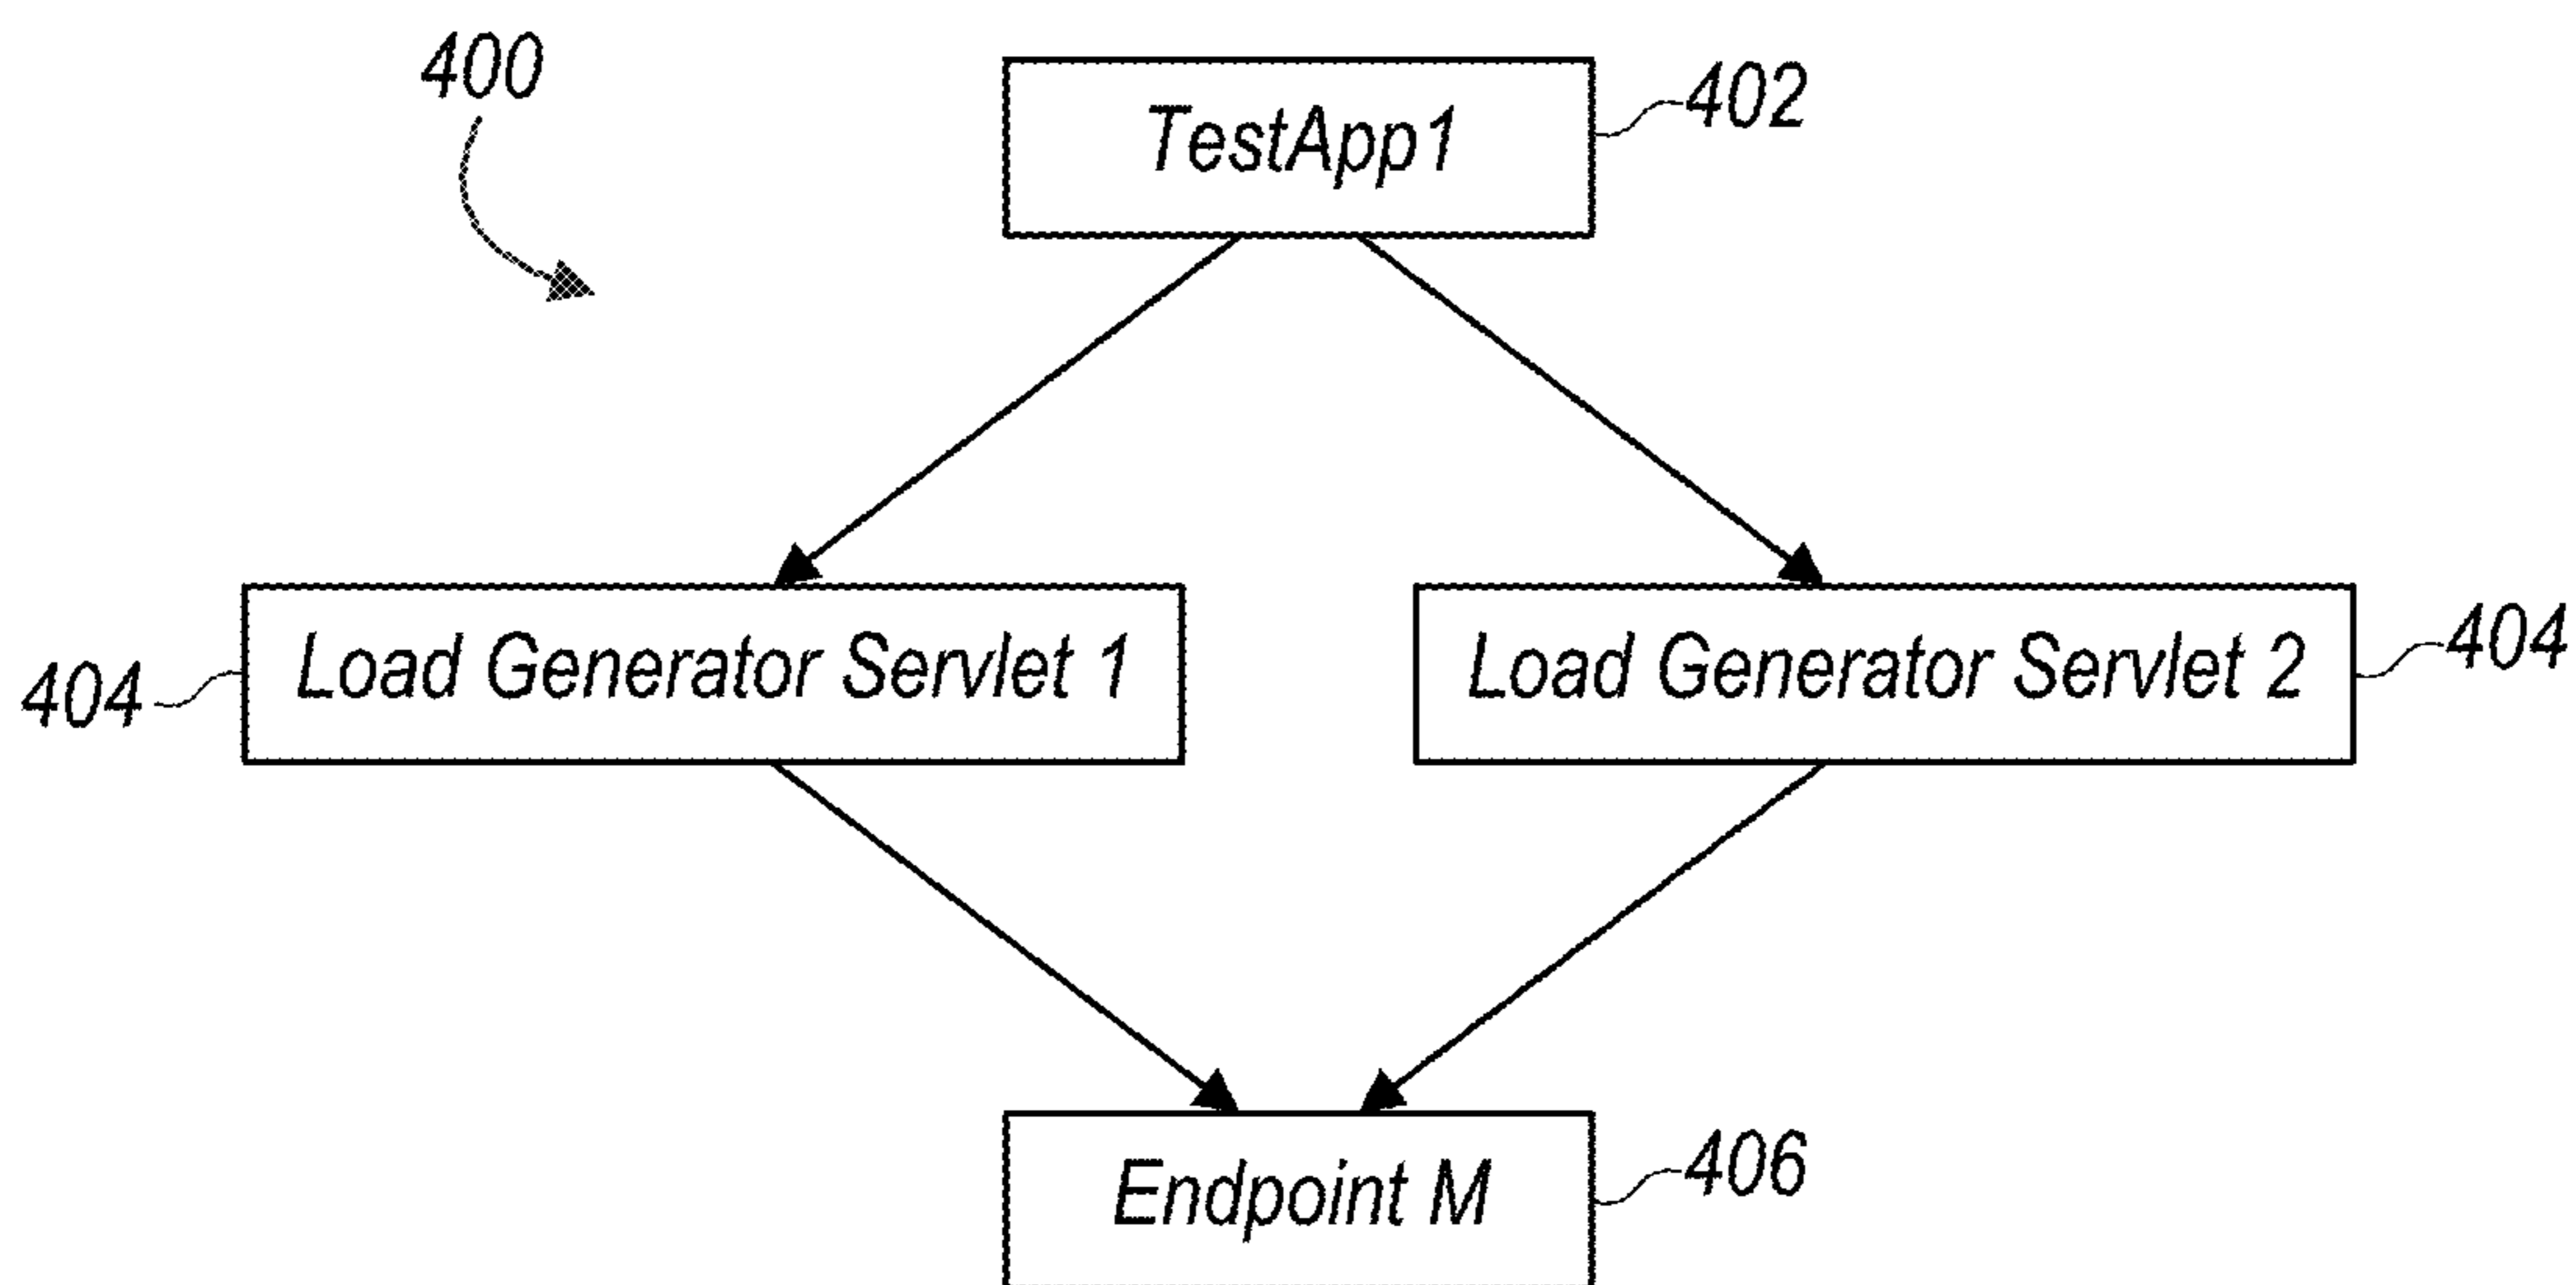 400
TestApp1
402
Load Generator Servlet 1
404
Load Generator Servlet 2
404
Endpoint M
406